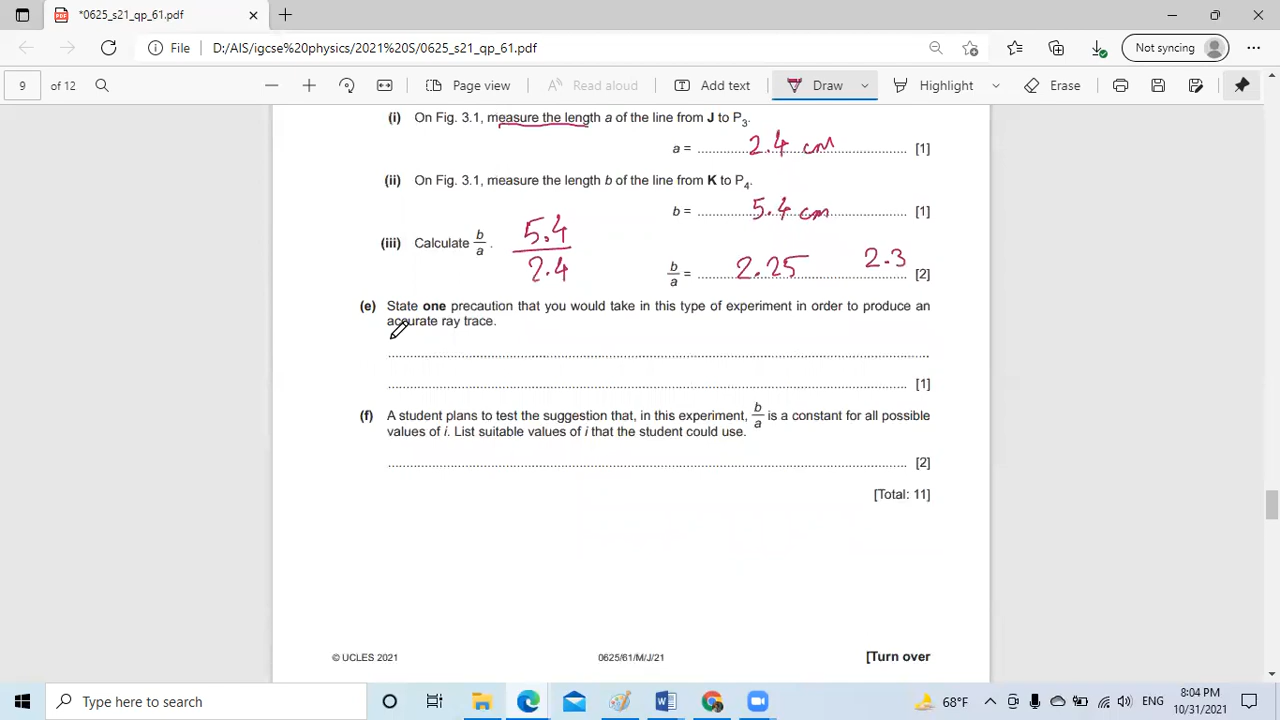 *0625_s21_qp_61.pdf
File D:/AIS/igcse%20physics/2021%20S/0625_s21_qp_61.pdf
Not syncing
9 of 12
Page view
Read aloud
Add text
Draw
Highlight
Erase
(i) On Fig. 3.1, measure the length a of the line from J to P3.
a = 2.4 cm [1]
(ii) On Fig. 3.1, measure the length b of the line from K to P4.
b = 5.4 cm [1]
(iii) Calculate b/a . 5.4/2.4
b/a = 2.25 2.3 [2]
(e) State one precaution that you would take in this type of experiment in order to produce an
accurate ray trace.
[1]
(f) A student plans to test the suggestion that, in this experiment, b/a is a constant for all possible
values of i. List suitable values of i that the student could use.
[2]
[Total: 11]
© UCLES 2021 0625/61/M/J/21 [Turn over
Type here to search
68°F
ENG
8:04 PM
10/31/2021